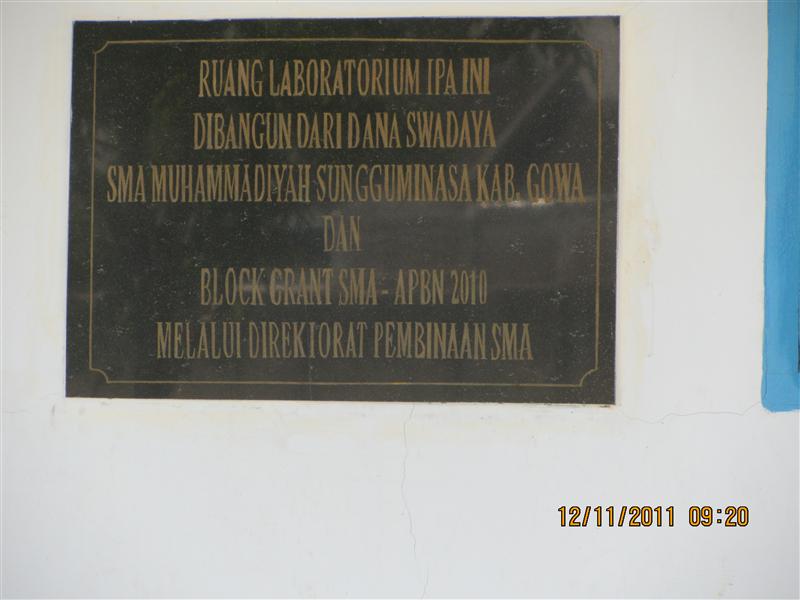 RUANG LABORATORIUM IPA INI
DIBANGUN DARI DANA SWADAYA
SMA MUHAMMADIYAH SUNGGUMINASA KAB. GOWA
DAN
BLOCK GRANT SMA - APBN 2010
MELALUI DIREKTORAT PEMBINAAN SMA
12/11/2011 09:20